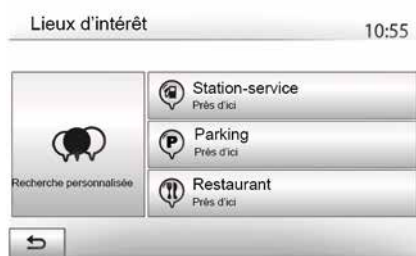 Lieux d'intérêt
10:55
Station-service
Près d'ici
Parking
Près d'ici
Recherche personnalisée
Restaurant
Près d'ici